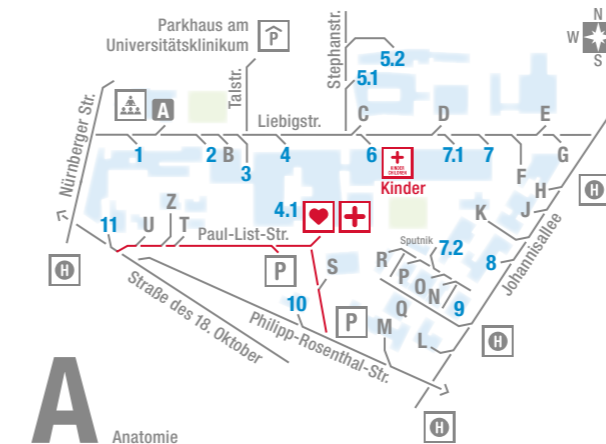 Parkhaus am
Universitätsklinikum
P
Stephanstr.
5.2
5.1
N
W
S
Nürnberger Str.
A
Talstr.
Liebigstr.
C
D
E
1
2
B
3
4
6
KINDER
CHILDREN
Kinder
7.1
7
F
G
H
J
K
Johannisallee
H
4.1
Z
11
U
T
Paul-List-Str.
H
P
S
Sputnik
7.2
R
P
O
N
8
9
Q
10
P
M
L
H
Straße des 18. Oktober
Philipp-Rosenthal-Str.
H
A
Anatomie